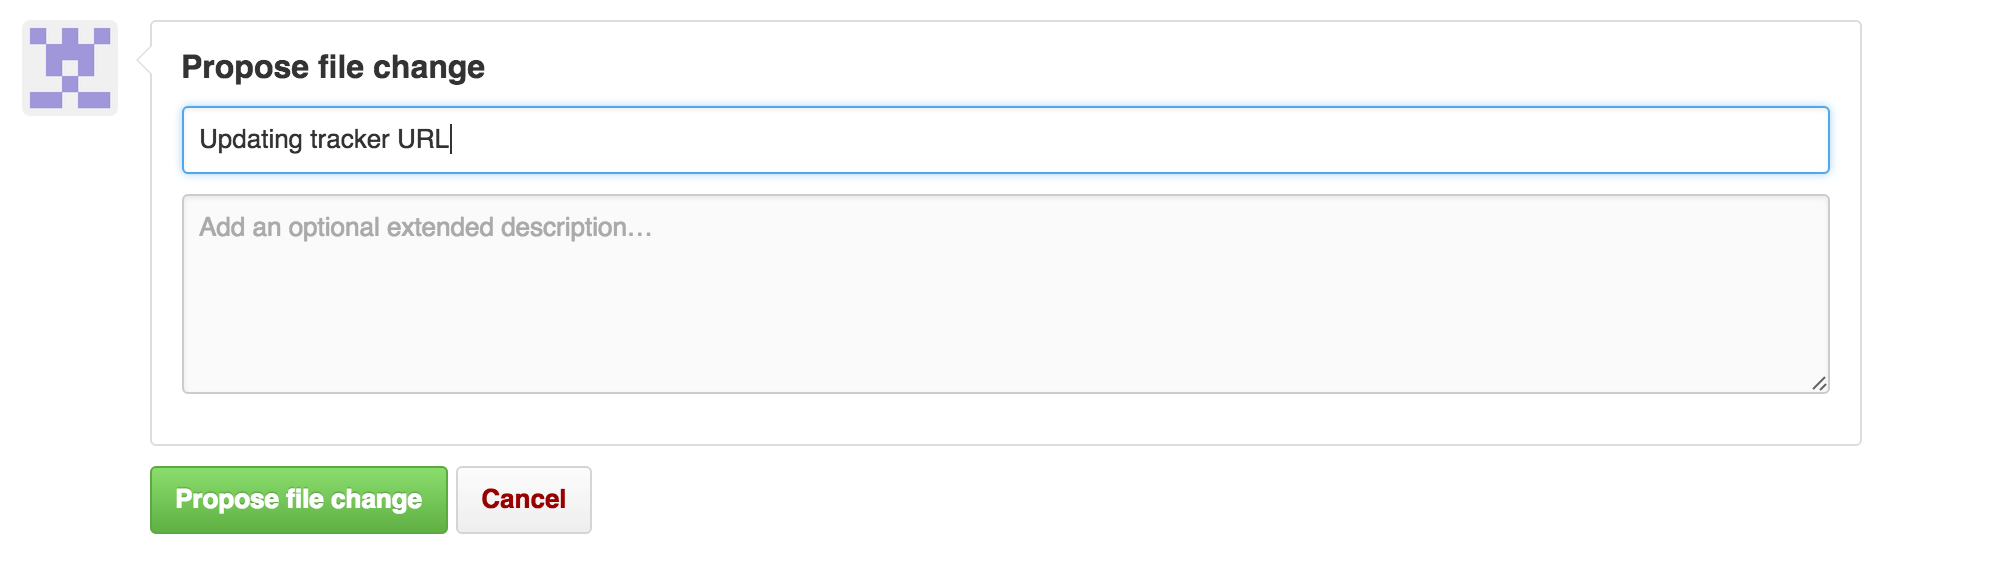 Propose file change
Updating tracker URL
Add an optional extended description…
Propose file change
Cancel